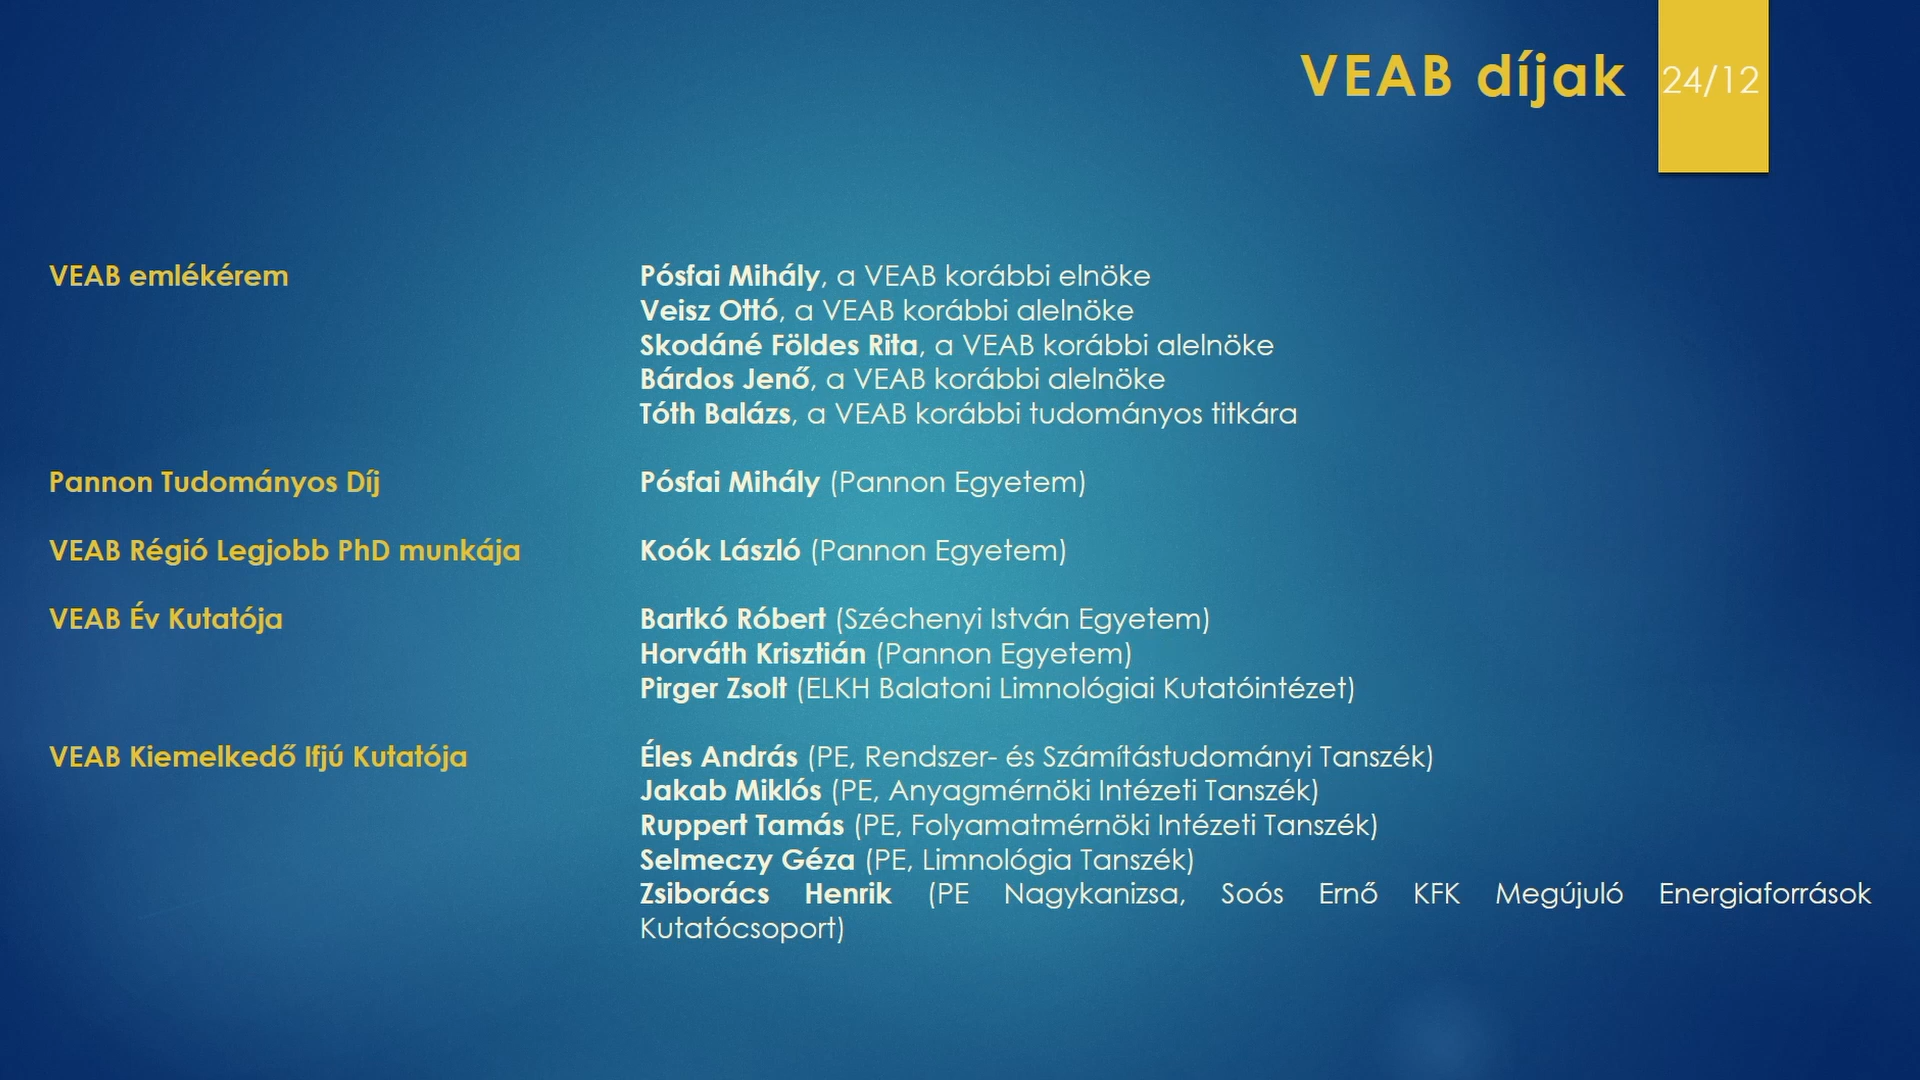 VEAB díjak
24/12
VEAB emlékérem
Pósfai Mihály, a VEAB korábbi elnöke
Veisz Ottó, a VEAB korábbi alelnöke
Skodáné Földes Rita, a VEAB korábbi alelnöke
Bárdos Jenő, a VEAB korábbi alelnöke
Tóth Balázs, a VEAB korábbi tudományos titkára
Pannon Tudományos Díj
Pósfai Mihály (Pannon Egyetem)
VEAB Régió Legjobb PhD munkája
Koók László (Pannon Egyetem)
VEAB Év Kutatója
Bartkó Róbert (Széchenyi István Egyetem)
Horváth Krisztián (Pannon Egyetem)
Pirger Zsolt (ELKH Balatoni Limnológiai Kutatóintézet)
VEAB Kiemelkedő Ifjú Kutatója
Éles András (PE, Rendszer- és Számítástudományi Tanszék)
Jakab Miklós (PE, Anyagmérnöki Intézeti Tanszék)
Ruppert Tamás (PE, Folyamatmérnöki Intézeti Tanszék)
Selmeczy Géza (PE, Limnológia Tanszék)
Zsiborács Henrik (PE Nagykanizsa, Soós Ernő KFK Megújuló Energiaforrások
Kutatócsoport)